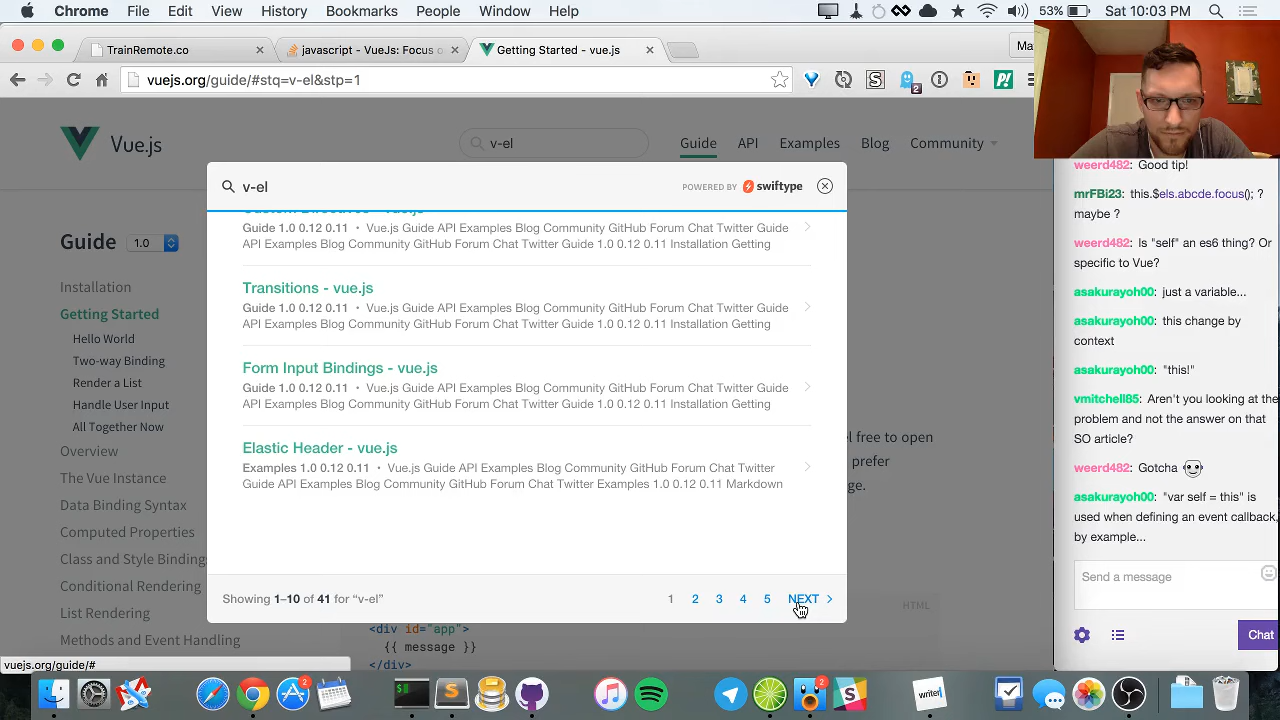 Chrome File Edit View History Bookmarks People Window Help 53% Sat 10:03 PM
TrainRemote.co
javascript - VueJs: Focus
Getting Started - vue.js
vuejs.org/guide/#stq=v-el&stp=1
2
Vue.js
v-el
Guide API Examples Blog Community
v-el
POWERED BY swiftype
Guide 1.0
Installation
Getting Started
Hello World
Two-way Binding
Render a List
Handle User Input
All Together Now
Overview
The Vue Instance
Data Binding Syntax
Computed Properties
Class and Style Bindings
Conditional Rendering
List Rendering
Methods and Event Handling
Custom Directives - vue.js
Guide 1.0 0.12 0.11 • Vue.js Guide API Examples Blog Community GitHub Forum Chat Twitter Guide
API Examples Blog Community GitHub Forum Chat Twitter Guide 1.0 0.12 0.11 Installation Getting
Transitions - vue.js
Guide 1.0 0.12 0.11 • Vue.js Guide API Examples Blog Community GitHub Forum Chat Twitter Guide
API Examples Blog Community GitHub Forum Chat Twitter Guide 1.0 0.12 0.11 Installation Getting
Form Input Bindings - vue.js
Guide 1.0 0.12 0.11 • Vue.js Guide API Examples Blog Community GitHub Forum Chat Twitter Guide
API Examples Blog Community GitHub Forum Chat Twitter Guide 1.0 0.12 0.11 Installation Getting
Elastic Header - vue.js
Examples 1.0 0.12 0.11 • Vue.js Guide API Examples Blog Community GitHub Forum Chat Twitter
Guide API Examples Blog Community GitHub Forum Chat Twitter Examples 1.0 0.12 0.11 Markdown
Showing 1–10 of 41 for “v-el”
1 2 3 4 5 NEXT
el free to open
prefer
ge.
HTML
<div id="app">
{{ message }}
</div>
vuejs.org/guide/#
weerd482: Good tip!
mrFBi23: this.$els.abcde.focus(); ?
maybe ?
weerd482: Is "self" an es6 thing? Or
specific to Vue?
asakurayoh00: just a variable...
asakurayoh00: this change by
context
asakurayoh00: "this!"
vmitchell85: Aren't you looking at the
problem and not the answer on that
SO article?
weerd482: Gotcha
asakurayoh00: "var self = this" is
used when defining an event callback,
by example...
Send a message
Chat
2
writer
2